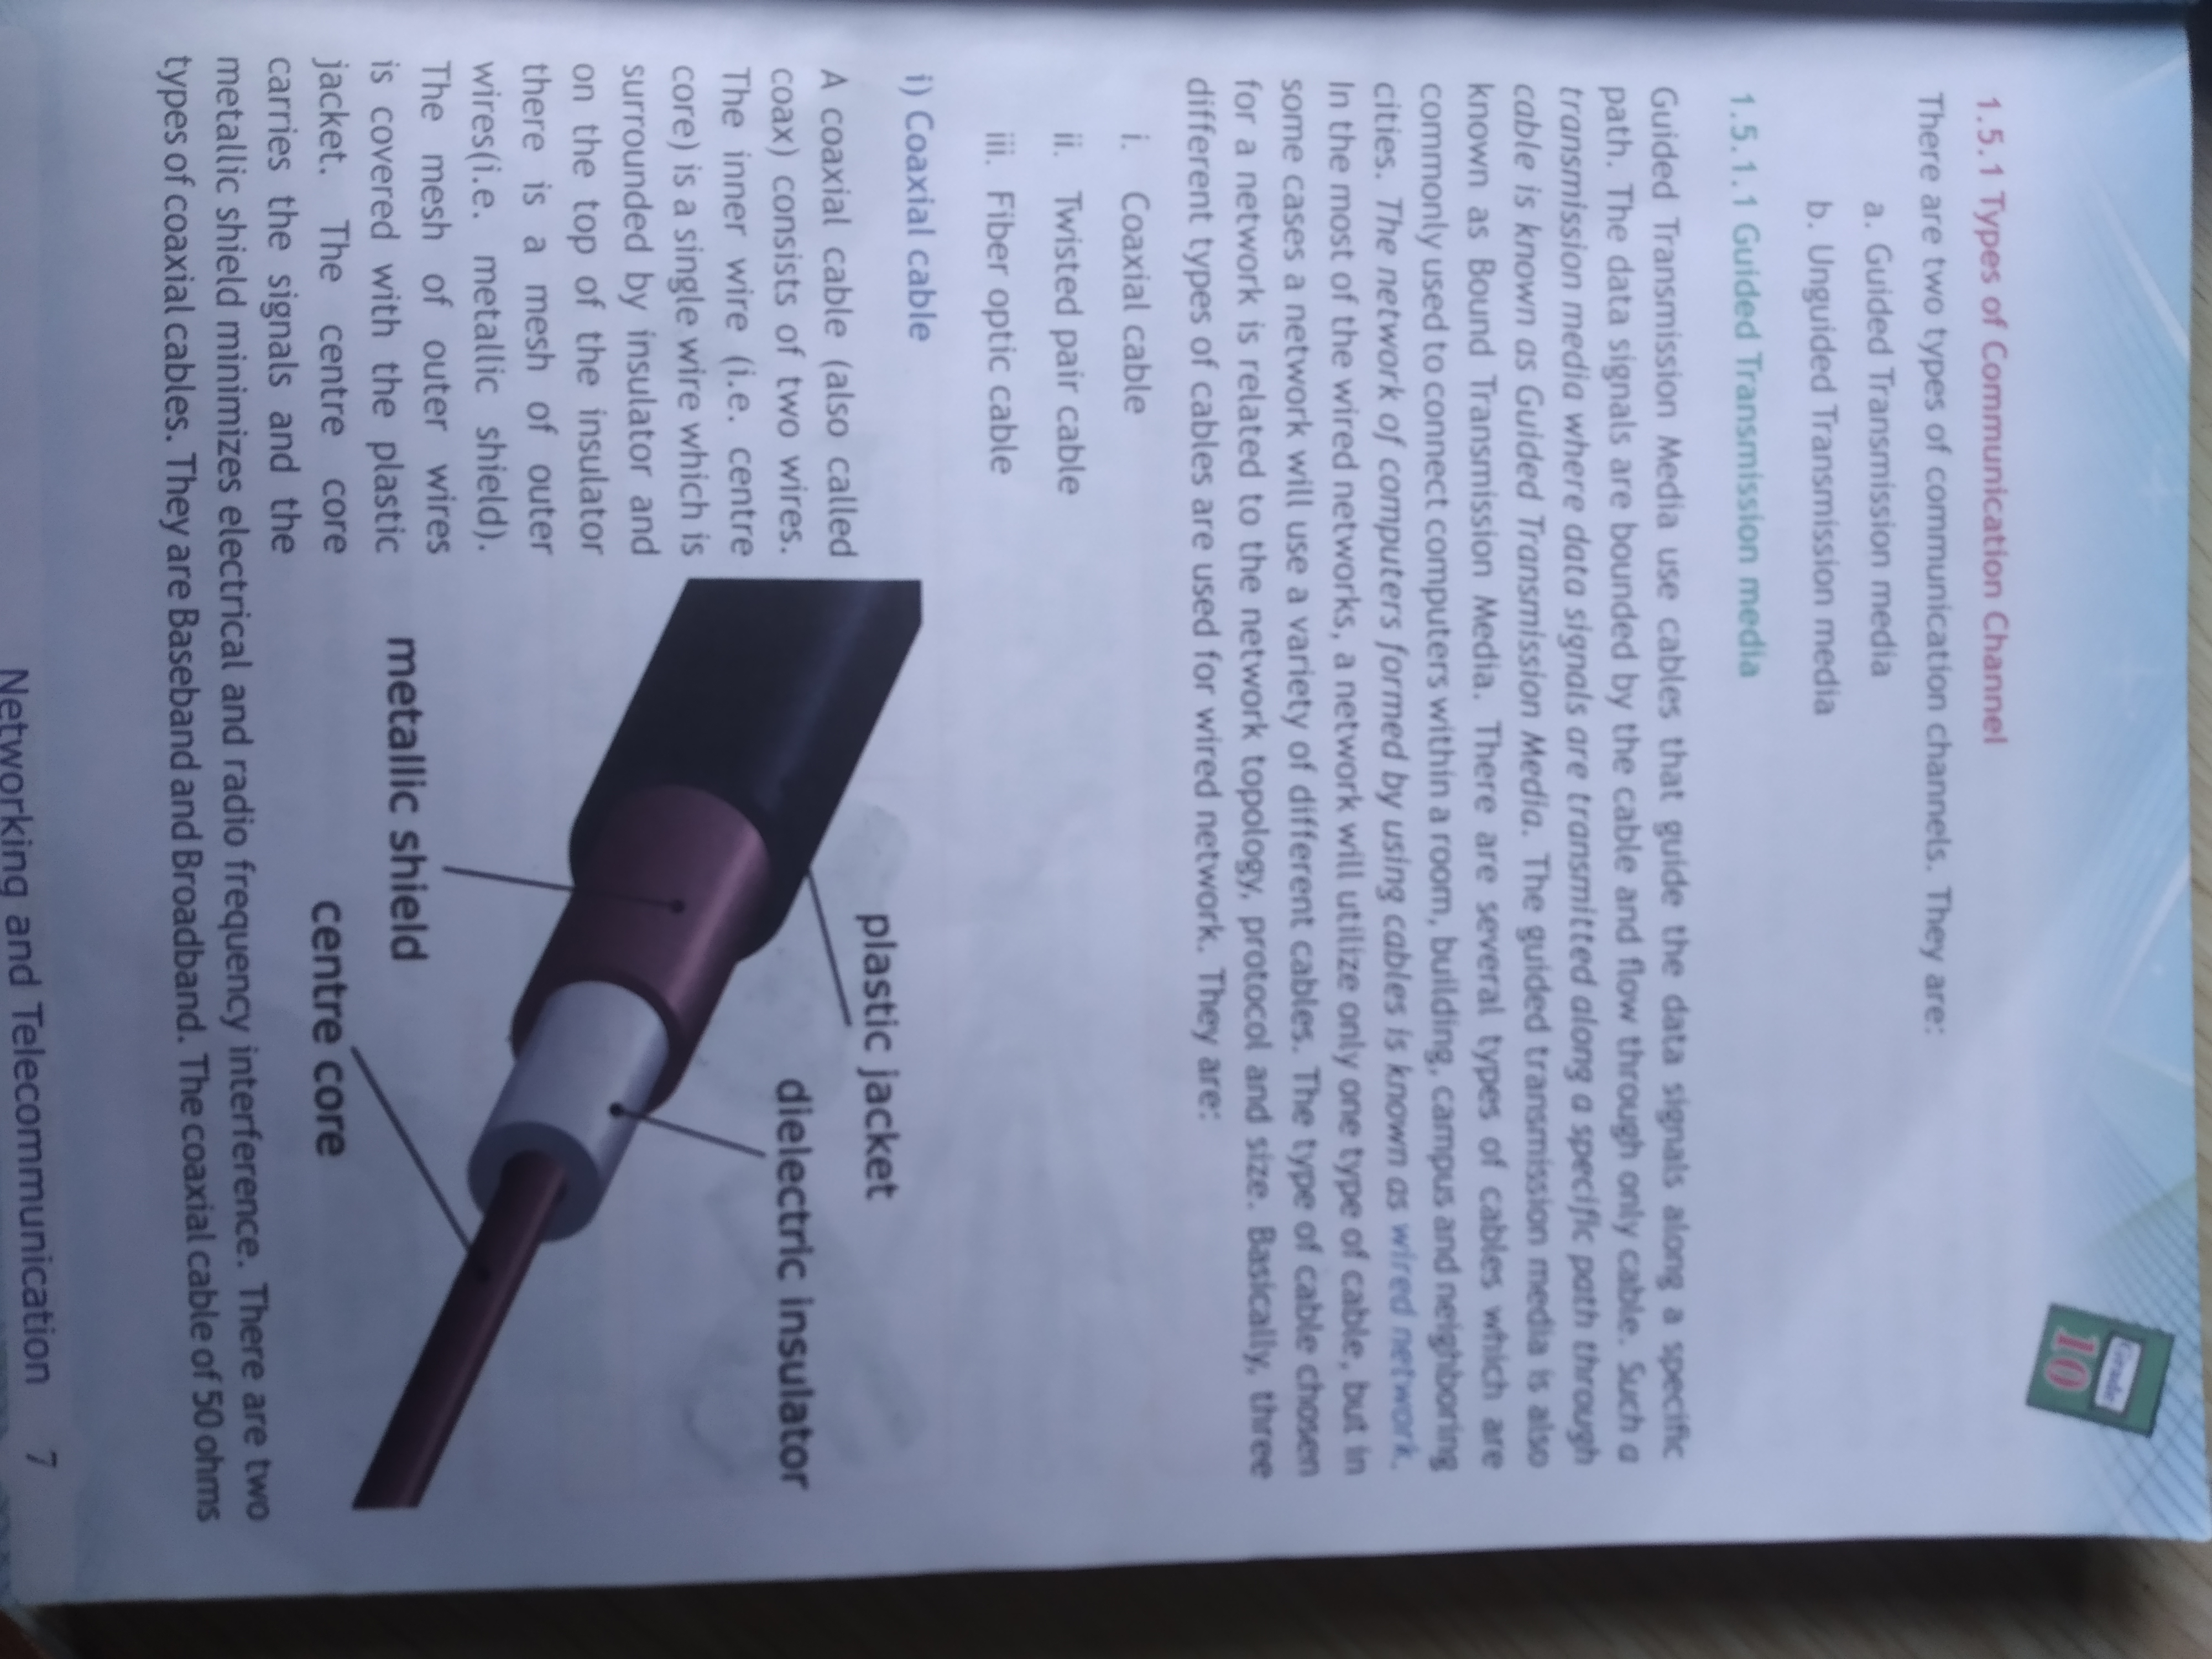 Grade
10
1.5.1 Types of Communication Channel
There are two types of communication channels. They are:
a. Guided Transmission media
b. Unguided Transmission media
1.5.1.1 Guided Transmission media
Guided Transmission Media use cables that guide the data signals along a specific
path. The data signals are bounded by the cable and flow through only cable. Such a
transmission media where data signals are transmitted along a specific path through
cable is known as Guided Transmission Media. The guided transmission media is also
known as Bound Transmission Media. There are several types of cables which are
commonly used to connect computers within a room, building, campus and neighboring
cities. The network of computers formed by using cables is known as wired network.
In the most of the wired networks, a network will utilize only one type of cable, but in
some cases a network will use a variety of different cables. The type of cable chosen
for a network is related to the network topology, protocol and size. Basically, three
different types of cables are used for wired network. They are:
i. Coaxial cable
ii. Twisted pair cable
iii. Fiber optic cable
i) Coaxial cable
A coaxial cable (also called
coax) consists of two wires.
The inner wire (i.e. centre
core) is a single wire which is
surrounded by insulator and
on the top of the insulator
there is a mesh of outer
wires(i.e. metallic shield).
The mesh of outer wires
is covered with the plastic
jacket. The centre core
carries the signals and the
metallic shield minimizes electrical and radio frequency interference. There are two
types of coaxial cables. They are Baseband and Broadband. The coaxial cable of 50 ohms
plastic jacket
dielectric insulator
metallic shield
centre core
Networking and Telecommunication 7